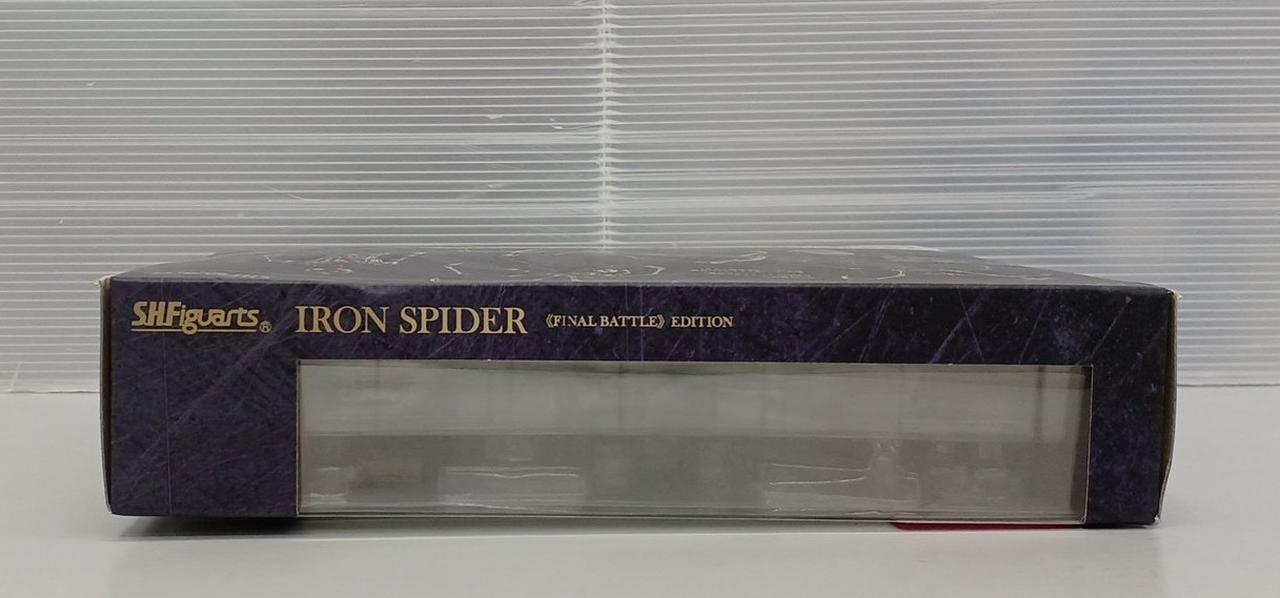 S.H.Figuarts® IRON SPIDER 《FINAL BATTLE》 EDITION